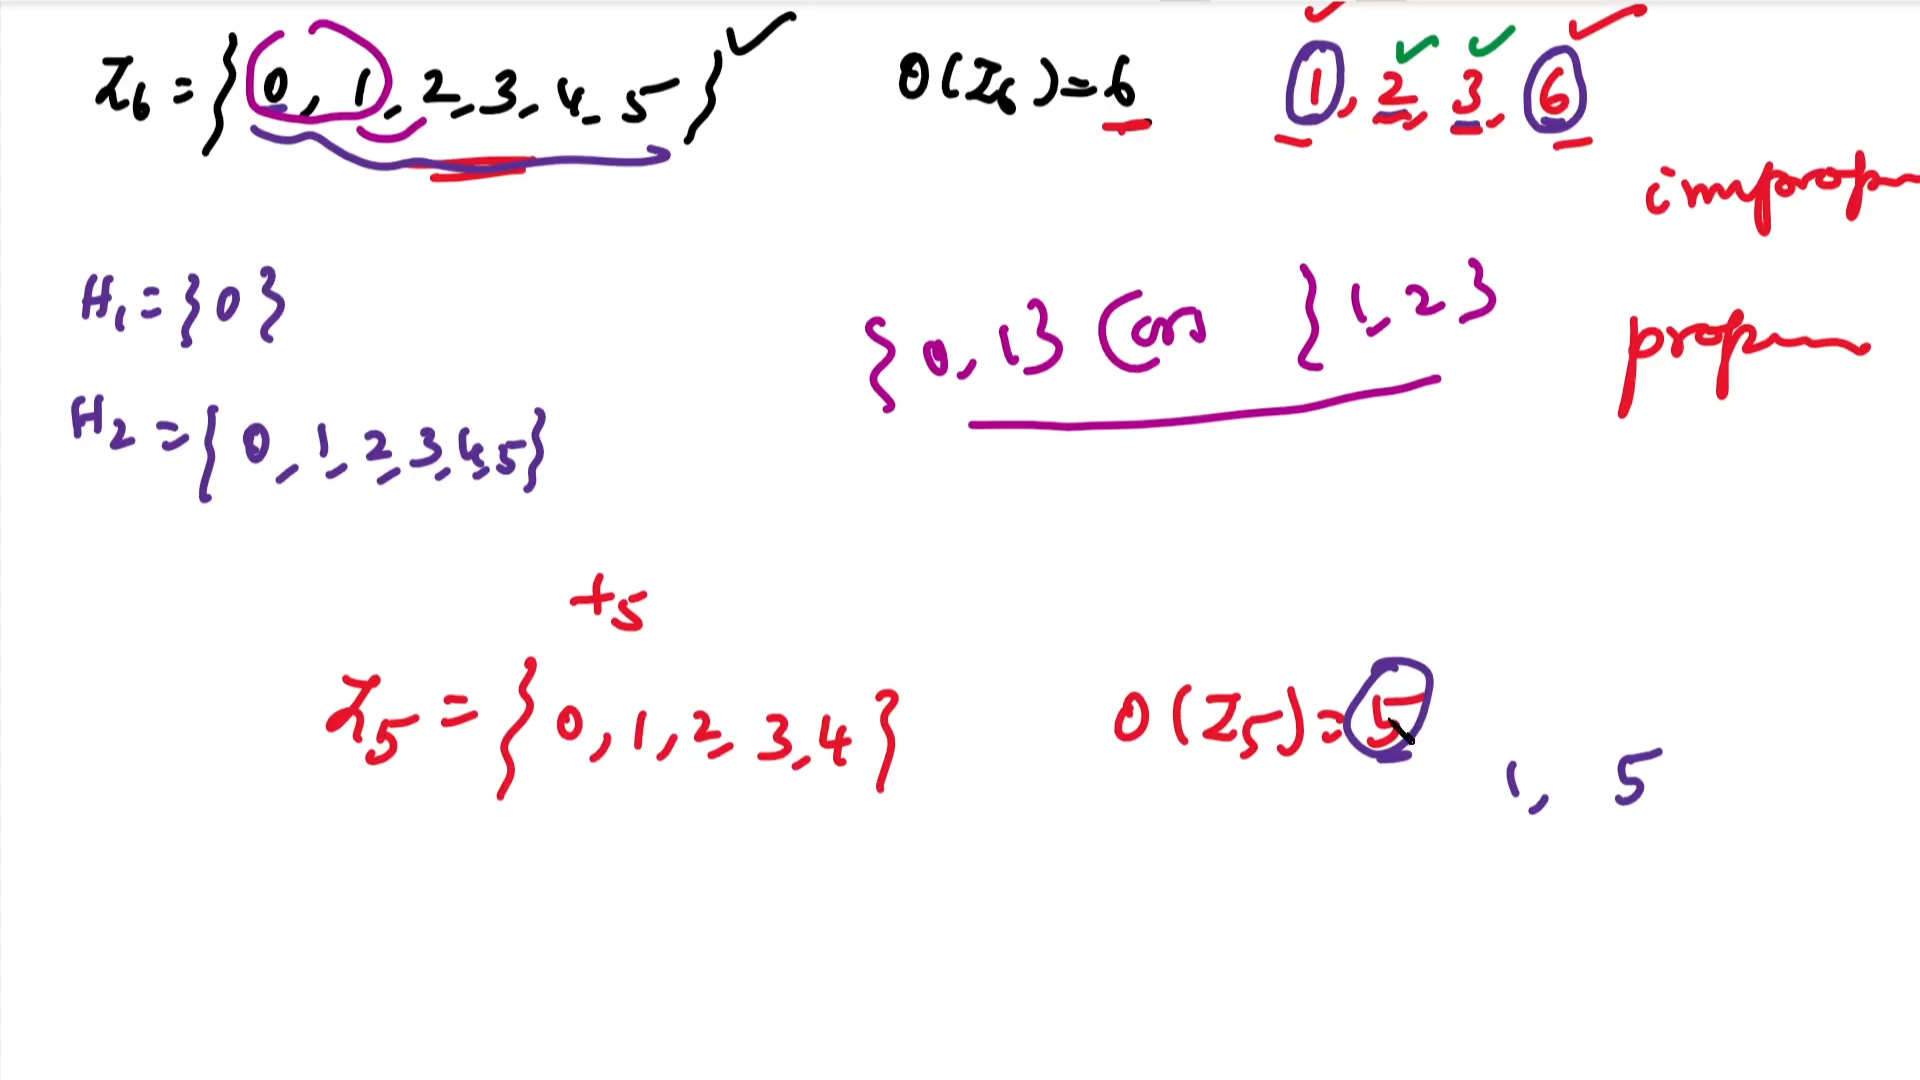 Z6 = {0, 1, 2, 3, 4, 5} O(Z6) = 6 1, 2, 3, 6
improper
H1 = {0}
{0, 1} (or) {1, 2} proper
H2 = {0, 1, 2, 3, 4, 5}
+5
Z5 = {0, 1, 2, 3, 4} O(Z5) = 5
1, 5